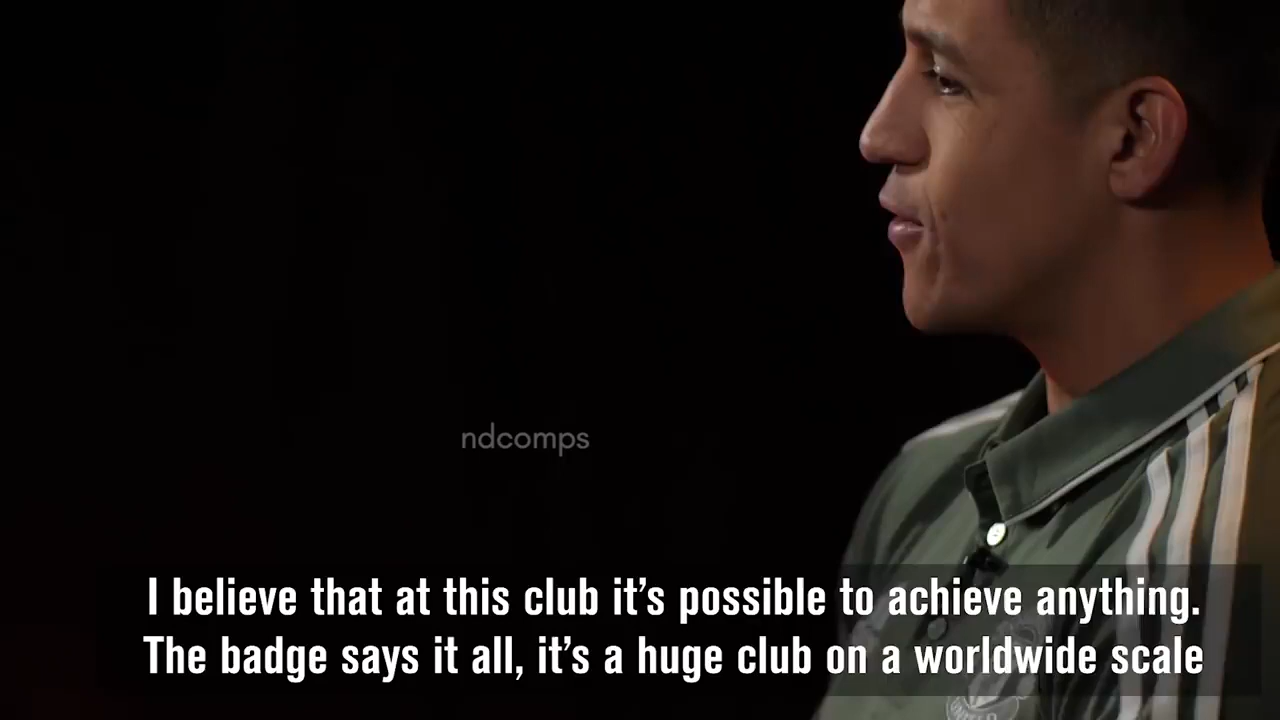 ndcomps
I believe that at this club it’s possible to achieve anything.
The badge says it all, it’s a huge club on a worldwide scale
UNITED